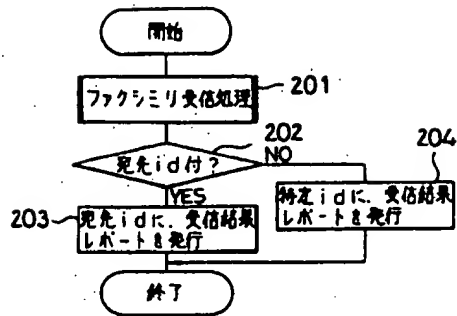 開始
ファクシミリ受信処理
201
宛先id付?
202
NO
YES
204
特定idに、受信結果
レポートを発行
203
宛先idに、受信結果
レポートを発行
終了